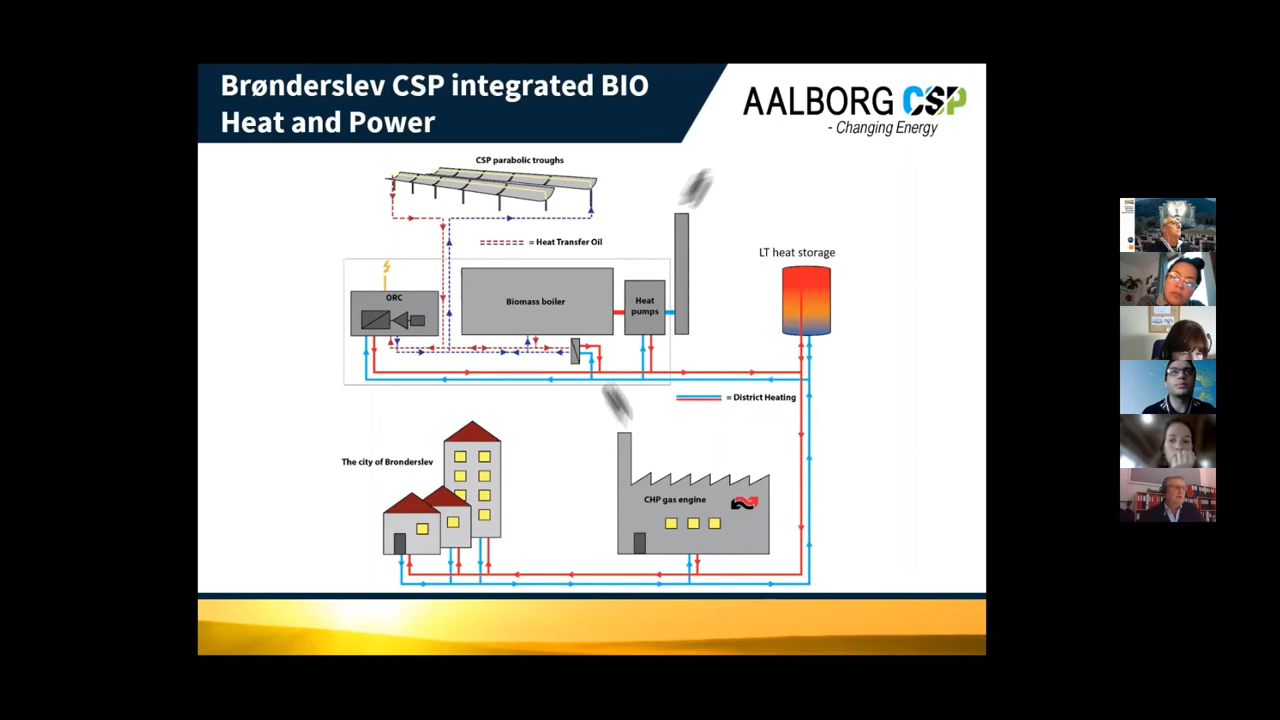 Brønderslev CSP integrated BIO
Heat and Power
AALBORG CSP
- Changing Energy
CSP parabolic troughs
= Heat Transfer Oil
LT heat storage
ORC
Biomass boiler
Heat
pumps
= District Heating
The city of Bronderslev
CHP gas engine